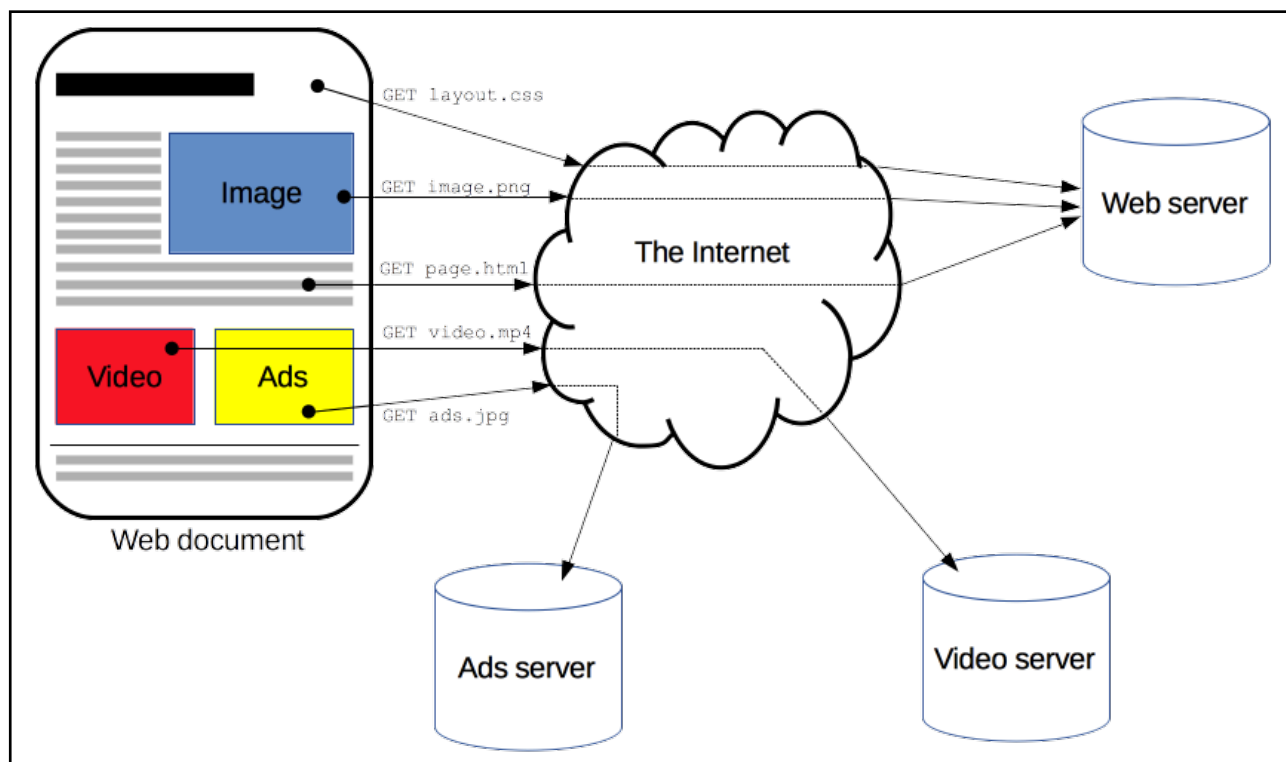 GET layout.css
Image
GET image.png
Web server
The Internet
GET page.html
GET video.mp4
Video
Ads
GET ads.jpg
Web document
Ads server
Video server